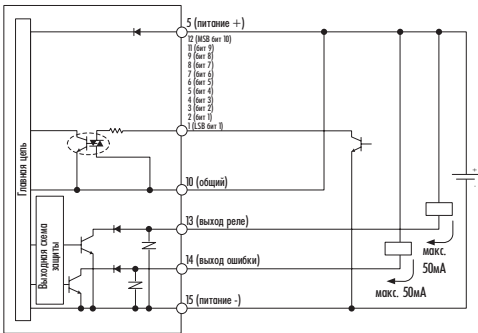 5 (питание +)
12 (MSB бит 10)
11 (бит 9)
9 (бит 8)
8 (бит 7)
7 (бит 6)
6 (бит 5)
5 (бит 4)
4 (бит 3)
3 (бит 2)
2 (бит 1)
1 (LSB бит 1)
Главная цепь
10 (общий)
13 (выход реле)
Выходная схема
защиты
14 (выход ошибки)
15 (питание -)
макс.
50мА
макс. 50мА
+
-